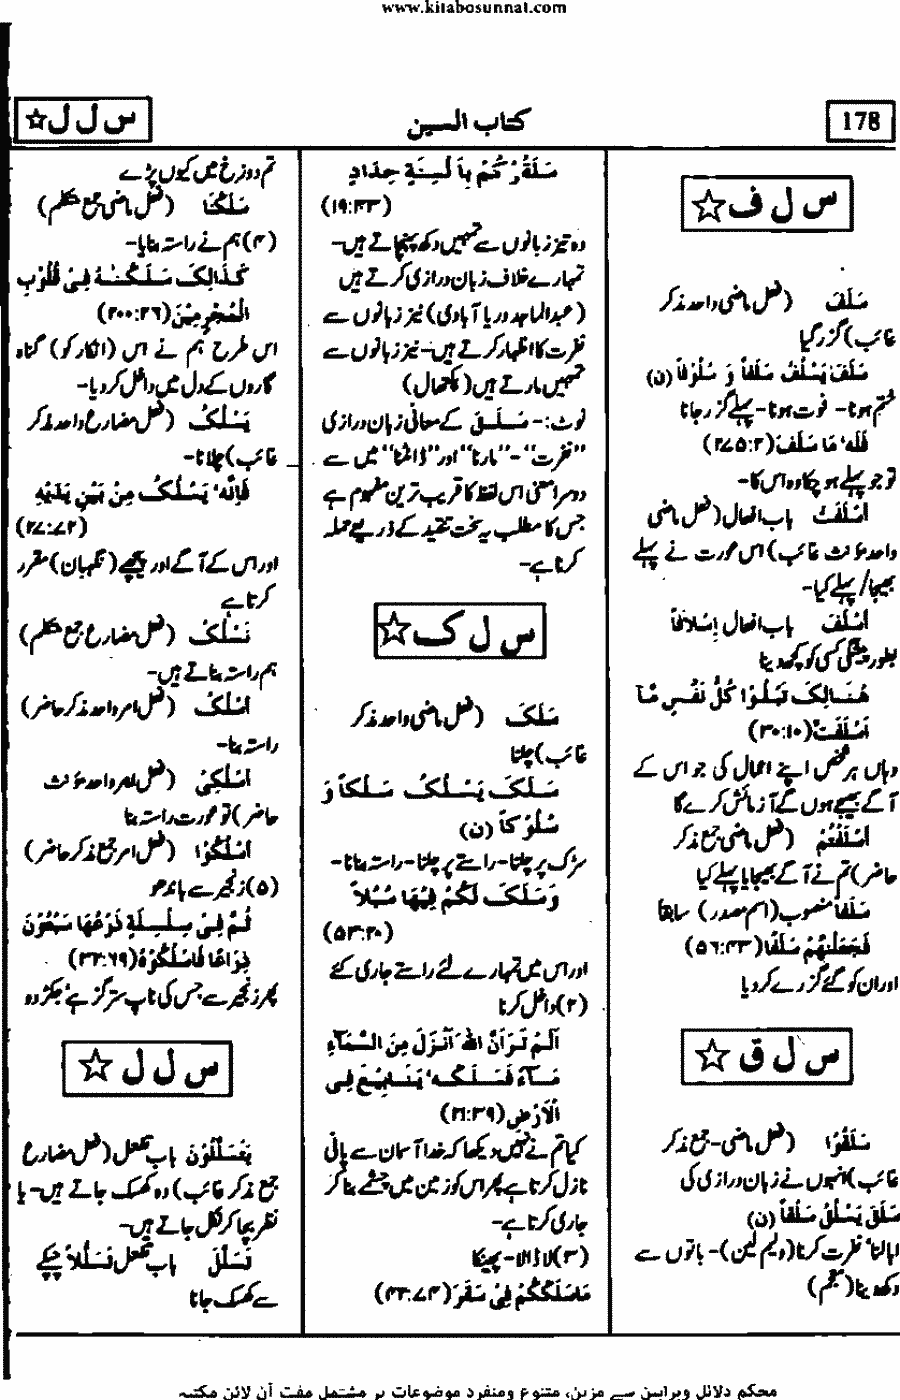 www.kitabosunnat.com
178
کتاب السین
س ل ل ☆
س ل ف ☆
سَلَفَ (فعل ماضی واحد مذکر
غائب) گزر گیا
سَلَفَ یَسْلُفُ سَلَفاً وَ سُلُوْفاً (ن)
ختم ہونا- فوت ہونا- پہلے گزر جانا
فَلَهٗ مَا سَلَفَ (۲:۲۷۵)
تو جو پہلے ہو چکا وہ اس کا-
اَسْلَفَتْ باب افعال (فعل ماضی
واحد مؤنث غائب) اس عورت نے پہلے
بھیجا/ پہلے کیا-
اَسْلَفَ باب افعال اِسْلَافاً
بطور پیشگی کسی کو کچھ دینا
هُنَالِکَ تَبْلُوْا کُلُّ نَفْسٍ مَّآ
اَسْلَفَتْ (۱۰:۳۰)
وہاں ہر شخص اپنے اعمال کی جو اس کے
آگے بھیجے ہوں گے آزمائش کرے گا
اَسْلَفْتُمْ (فعل ماضی جمع مذکر
حاضر) تم نے آگے بھیجا یا پہلے کیا
سَلَفاً منصوب (اسم مصدر) سابقاً
فَجَعَلْنٰهُمْ سَلَفًا (۴۳:۵۶)
اور ان کو گئے گزرے کر دیا
س ل ق ☆
سَلَقُوْا (فعل ماضی- جمع مذکر
غائب) انہوں نے زبان درازی کی
سَلَقَ یَسْلُقُ سَلْقاً (ن)
ابالنا‘ نفرت کرنا (ولیم لین)- باتوں سے
دکھ دینا (معجم)
سَلَقُوْکُمْ بِاَ لْسِنَةٍ حِدَادٍ
(۱۹:۳۳)
وہ تیز زبانوں سے تمہیں دکھ پہنچاتے ہیں-
تمہارے خلاف زبان درازی کرتے ہیں
(عبدالماجد دریا آبادی) تیز زبانوں سے
نفرت کا اظہار کرتے ہیں- تیز زبانوں سے
تمہیں مارتے ہیں (پکتھال)
نوٹ:- سَلَقَ کے معانی زبان درازی
‘‘نفرت’’- ‘‘مارنا’’ اور ‘‘ڈانٹنا’’ میں سے
دوسرا معنی اس لفظ کا قریب ترین مفہوم ہے
جس کا مطلب یہ سخت تنقید کے ذریعے حملہ
کرنا ہے-
س ل ک ☆
سَلَکَ (فعل ماضی واحد مذکر
غائب) چلنا
سَلَکَ یَسْلُکُ سَلْکاً وَ
سُلُوْکاً (ن)
سڑک پر چلنا- راستے پر چلنا- راستہ بنانا-
وَسَلَکَ لَکُمْ فِیْهَا سُبُلاً
(۲۰:۵۳)
اور اس میں تمہارے لئے راستے جاری کئے
(۲) داخل کرنا
اَلَمْ تَرَاَنَّ اللّٰهَ اَنْزَلَ مِنَ السَّمَآءِ
مَـآءً فَسَلَکَهٗ یَنَابِیْعَ فِی
الْاَرْضِ (۳۹:۲۱)
کیا تم نے نہیں دیکھا کہ خدا آسمان سے پانی
نازل کرتا ہے پھر اس کو زمین میں چشمے بنا کر
جاری کرتا ہے-
(۳) لا ڈالنا- پھینکنا
مَاسَلَکَکُمْ فِیْ سَقَرَ (۷۴:۴۲)
تم دوزخ میں کیوں پڑے
سَلَکْنَا (فعل ماضی جمع متکلم)
(۴) ہم نے راستہ بنایا-
کَذَالِکَ سَلَکْنٰهُ فِیْ قُلُوْبِ
الْمُجْرِمِیْنَ (۲۶:۲۰۰)
اس طرح ہم نے اس (انکار کو) گناہ
گاروں کے دل میں داخل کر دیا-
یَسْلُکُ (فعل مضارع واحد مذکر
غائب) چلانا-
فَاِنَّهٗ یَسْلُکُ مِنْ بَیْنِ یَدَیْهِ
(۷۲:۲۷)
اور اس کے آگے اور پیچھے (نگہبان) مقرر
کرتا ہے
نَسْلُکُ (فعل مضارع جمع متکلم)
ہم راستہ بناتے ہیں-
اُسْلُکْ (فعل امر واحد مذکر حاضر)
راستہ بنا-
اُسْلُکِیْ (فعل امر واحد مؤنث
حاضر) تو عورت راستہ بنا
اُسْلُکُوْا (فعل امر جمع مذکر حاضر)
(۵) زنجیر سے باندھو
ثُمَّ فِیْ سِلْسِلَةٍ ذَرْعُهَا سَبْعُوْنَ
ذِرَاعًا فَاسْلُکُوْهُ (۶۹:۳۲)
پھر زنجیر سے جس کی ناپ ستر گز ہے‘ جکڑ دو
س ل ل ☆
یَتَسَلَّلُوْنَ باب تفعل (فعل مضارع
جمع مذکر غائب) وہ کھسک جاتے ہیں- یا
نظر بچا کر نکل جاتے ہیں-
تَسَلَّلَ باب تفعل تَسَلُّلاً چپکے
سے کھسک جانا
محکم دلائل وبراہین سے مزین، متنوع ومنفرد موضوعات پر مشتمل مفت آن لائن مکتبہ